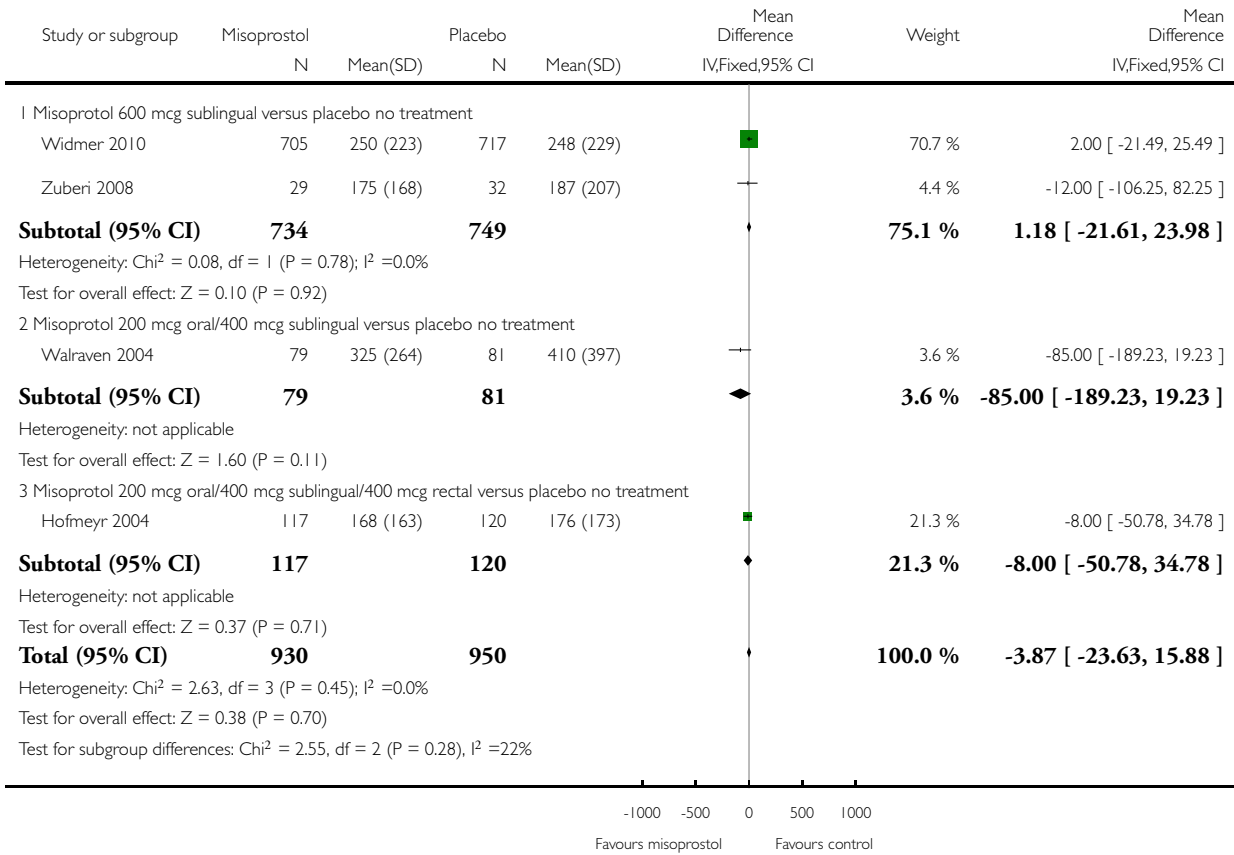 Study or subgroup Misoprostol Placebo Mean Difference Weight Mean Difference
N Mean(SD) N Mean(SD) IV,Fixed,95% CI IV,Fixed,95% CI
1 Misoprotol 600 mcg sublingual versus placebo no treatment
Widmer 2010 705 250 (223) 717 248 (229) 70.7 % 2.00 [ -21.49, 25.49 ]
Zuberi 2008 29 175 (168) 32 187 (207) 4.4 % -12.00 [ -106.25, 82.25 ]
Subtotal (95% CI) 734 749 75.1 % 1.18 [ -21.61, 23.98 ]
Heterogeneity: Chi² = 0.08, df = 1 (P = 0.78); I² =0.0%
Test for overall effect: Z = 0.10 (P = 0.92)
2 Misoprotol 200 mcg oral/400 mcg sublingual versus placebo no treatment
Walraven 2004 79 325 (264) 81 410 (397) 3.6 % -85.00 [ -189.23, 19.23 ]
Subtotal (95% CI) 79 81 3.6 % -85.00 [ -189.23, 19.23 ]
Heterogeneity: not applicable
Test for overall effect: Z = 1.60 (P = 0.11)
3 Misoprotol 200 mcg oral/400 mcg sublingual/400 mcg rectal versus placebo no treatment
Hofmeyr 2004 117 168 (163) 120 176 (173) 21.3 % -8.00 [ -50.78, 34.78 ]
Subtotal (95% CI) 117 120 21.3 % -8.00 [ -50.78, 34.78 ]
Heterogeneity: not applicable
Test for overall effect: Z = 0.37 (P = 0.71)
Total (95% CI) 930 950 100.0 % -3.87 [ -23.63, 15.88 ]
Heterogeneity: Chi² = 2.63, df = 3 (P = 0.45); I² =0.0%
Test for overall effect: Z = 0.38 (P = 0.70)
Test for subgroup differences: Chi² = 2.55, df = 2 (P = 0.28), I² =22%
-1000 -500 0 500 1000
Favours misoprostol Favours control